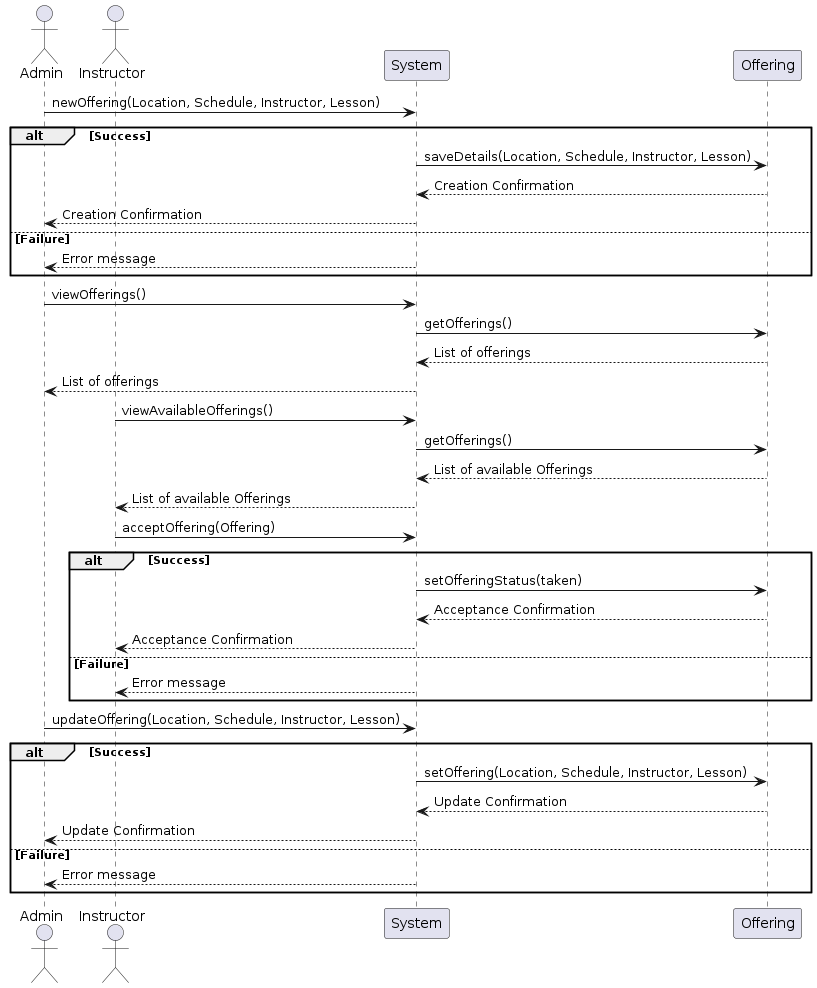 Admin
Instructor
System
Offering
newOffering(Location, Schedule, Instructor, Lesson)
alt [Success]
saveDetails(Location, Schedule, Instructor, Lesson)
Creation Confirmation
Creation Confirmation
[Failure]
Error message
viewOfferings()
getOfferings()
List of offerings
List of offerings
viewAvailableOfferings()
getOfferings()
List of available Offerings
List of available Offerings
acceptOffering(Offering)
alt [Success]
setOfferingStatus(taken)
Acceptance Confirmation
Acceptance Confirmation
[Failure]
Error message
updateOffering(Location, Schedule, Instructor, Lesson)
alt [Success]
setOffering(Location, Schedule, Instructor, Lesson)
Update Confirmation
Update Confirmation
[Failure]
Error message
Admin
Instructor
System
Offering